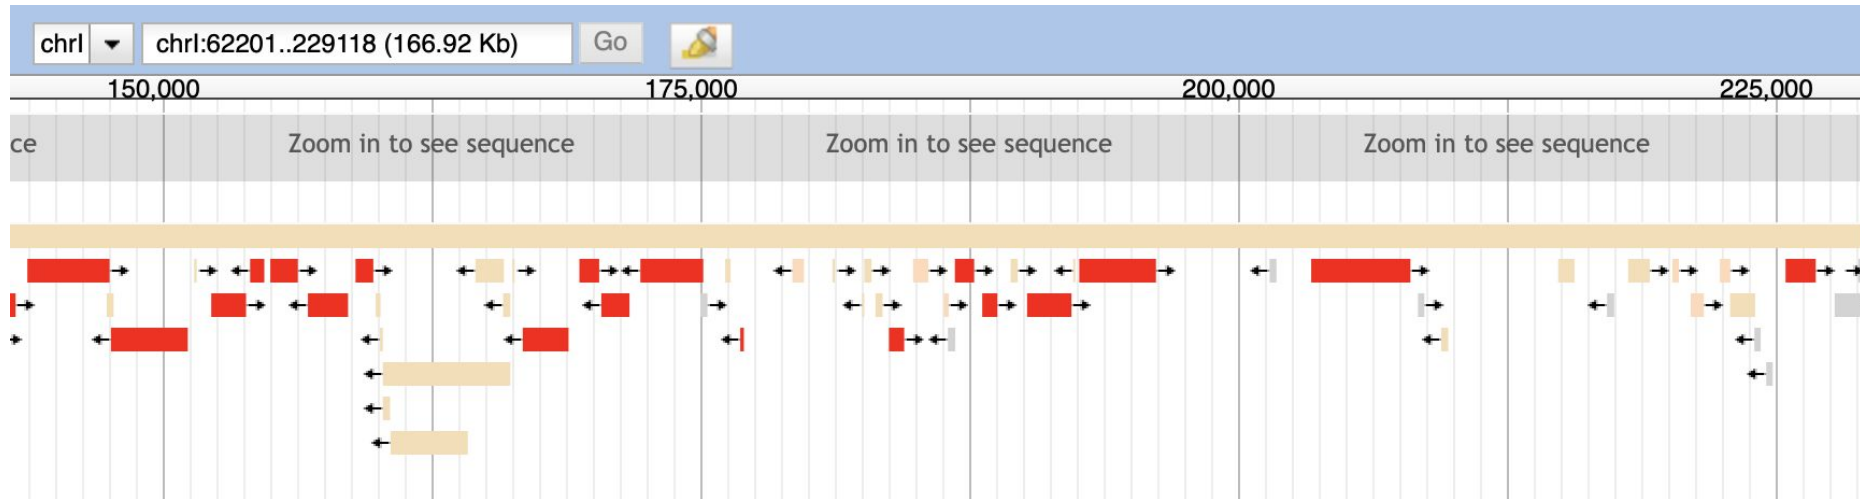 chrI chrI:62201..229118 (166.92 Kb) Go
150,000 175,000 200,000 225,000
ce Zoom in to see sequence Zoom in to see sequence Zoom in to see sequence